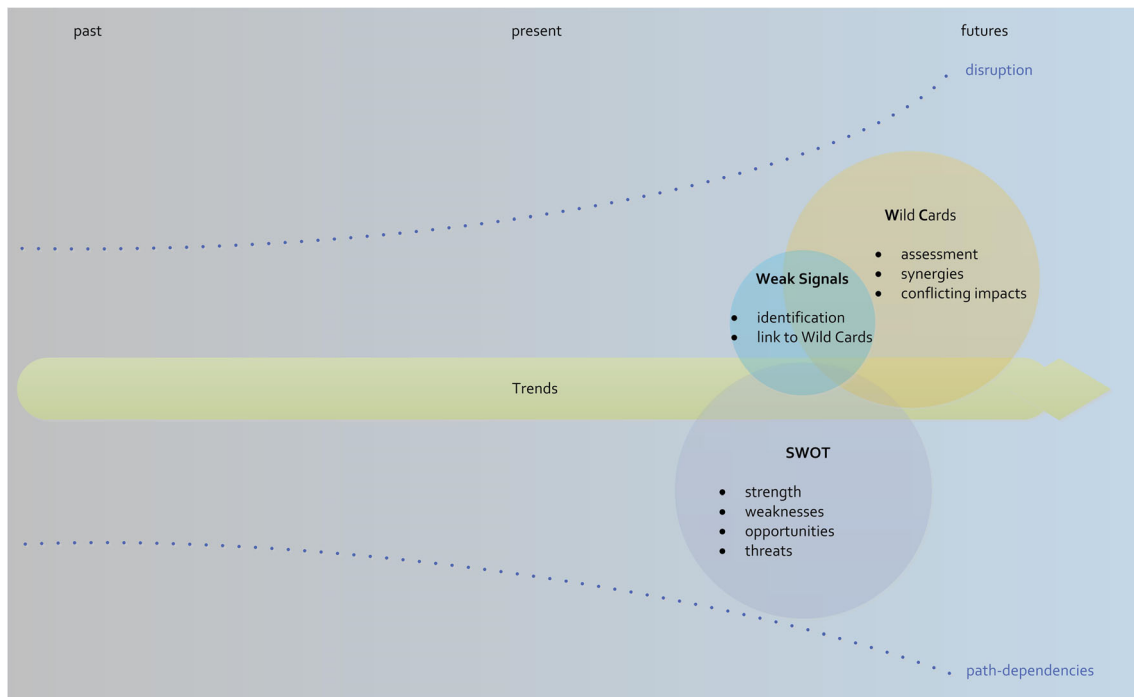 past present futures
disruption
Wild Cards
• assessment
• synergies
• conflicting impacts
Weak Signals
• identification
• link to Wild Cards
Trends
SWOT
• strength
• weaknesses
• opportunities
• threats
path-dependencies